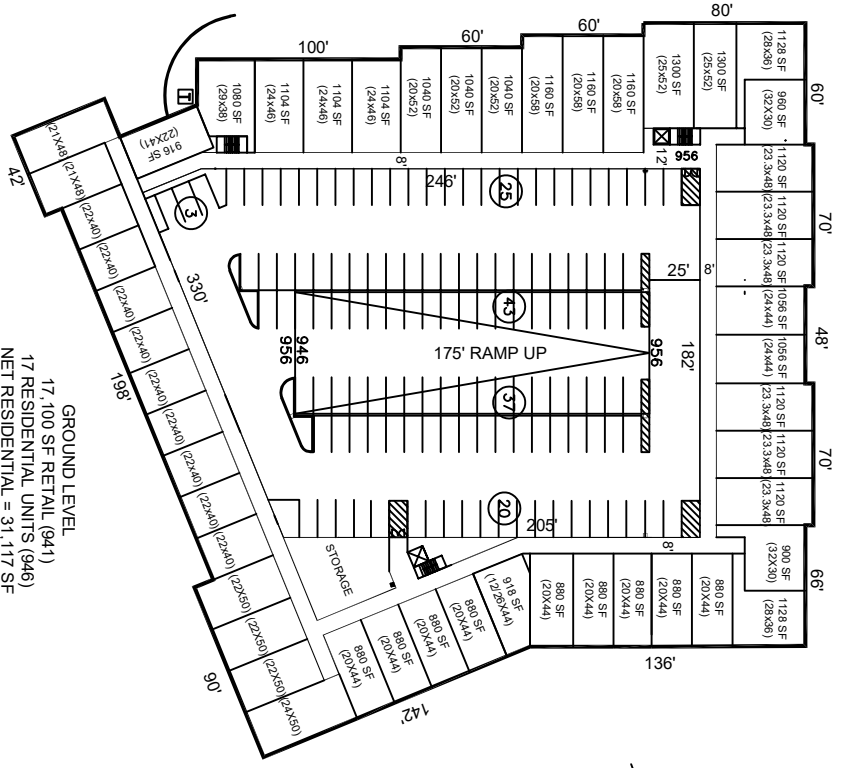 80'
60'
60'
100'
1128 SF
(28x36)
1300 SF
(25x52)
1300 SF
(25x52)
1160 SF
(20x58)
1160 SF
(20x58)
1160 SF
(20x58)
1040 SF
(20x52)
1040 SF
(20x52)
1040 SF
(20x52)
1104 SF
(24x46)
1104 SF
(24x46)
1104 SF
(24x46)
1080 SF
(29x38)
T
916 SF
(22X41)
60'
960 SF
(32X30)
1120 SF
(23.3x48)
1120 SF
(23.3x48)
1120 SF
(23.3x48)
1056 SF
(24x44)
1056 SF
(24x44)
1120 SF
(23.3x48)
1120 SF
(23.3x48)
1120 SF
(23.3x48)
900 SF
(32X30)
1128 SF
(28x36)
70'
48'
70'
66'
12'
956
8'
246'
25
3
25'
8'
43
182'
956
946
956
175' RAMP UP
37
20
205'
8'
STORAGE
330'
(21X48)
(21X48)
(22x40)
(22x40)
(22x40)
(22x40)
(22x40)
(22x40)
(22x40)
(22x40)
(22X50)
(22X50)
(22X50)
(24X50)
42'
198'
90'
142'
136'
880 SF
(20X44)
880 SF
(20X44)
880 SF
(20X44)
880 SF
(20X44)
918 SF
(12/26X44)
880 SF
(20X44)
880 SF
(20X44)
880 SF
(20X44)
880 SF
(20X44)
880 SF
(20X44)
GROUND LEVEL
17,100 SF RETAIL (941)
17 RESIDENTIAL UNITS (946)
NET RESIDENTIAL = 31,117 SF